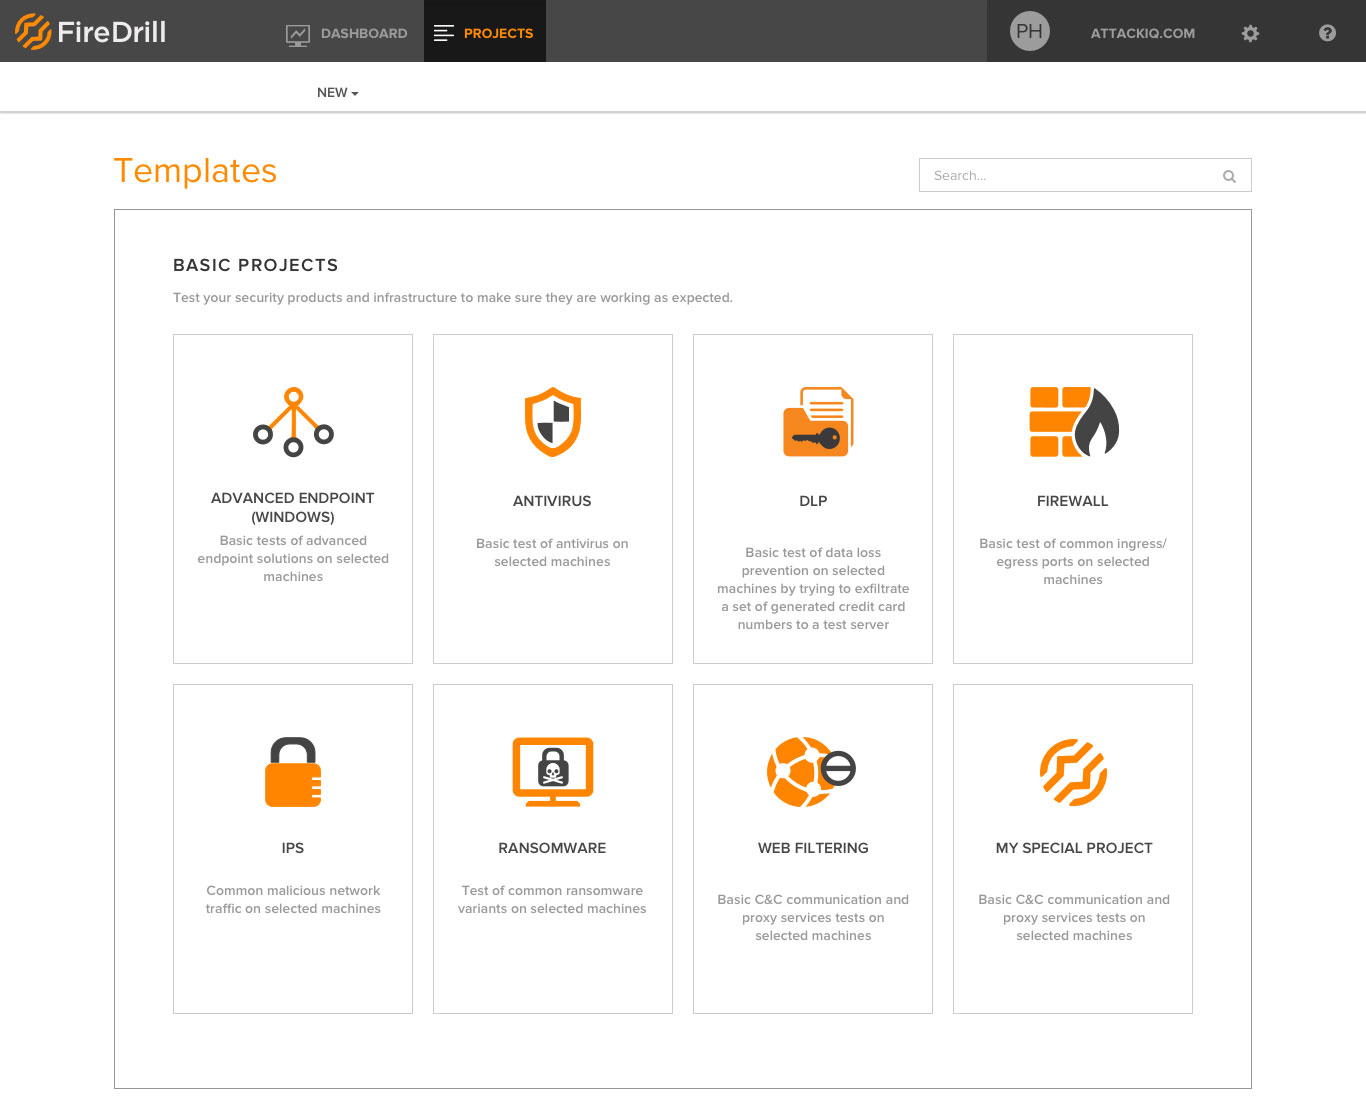 FireDrill
DASHBOARD
PROJECTS
PH
ATTACKIQ.COM
NEW
Templates
Search...
BASIC PROJECTS
Test your security products and infrastructure to make sure they are working as expected.
ADVANCED ENDPOINT
(WINDOWS)
Basic tests of advanced
endpoint solutions on selected
machines
ANTIVIRUS
Basic test of antivirus on
selected machines
DLP
Basic test of data loss
prevention on selected
machines by trying to exfiltrate
a set of generated credit card
numbers to a test server
FIREWALL
Basic test of common ingress/
egress ports on selected
machines
IPS
Common malicious network
traffic on selected machines
RANSOMWARE
Test of common ransomware
variants on selected machines
WEB FILTERING
Basic C&C communication and
proxy services tests on
selected machines
MY SPECIAL PROJECT
Basic C&C communication and
proxy services tests on
selected machines